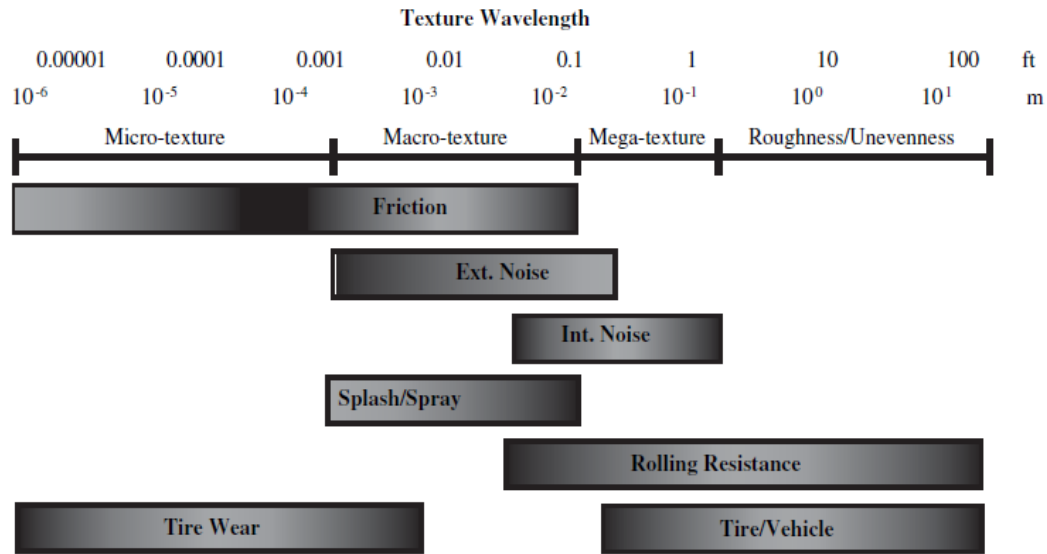 Texture Wavelength
0.00001 0.0001 0.001 0.01 0.1 1 10 100 ft
10⁻⁶ 10⁻⁵ 10⁻⁴ 10⁻³ 10⁻² 10⁻¹ 10⁰ 10¹ m
Micro-texture Macro-texture Mega-texture Roughness/Unevenness
Friction
Ext. Noise
Int. Noise
Splash/Spray
Rolling Resistance
Tire Wear Tire/Vehicle